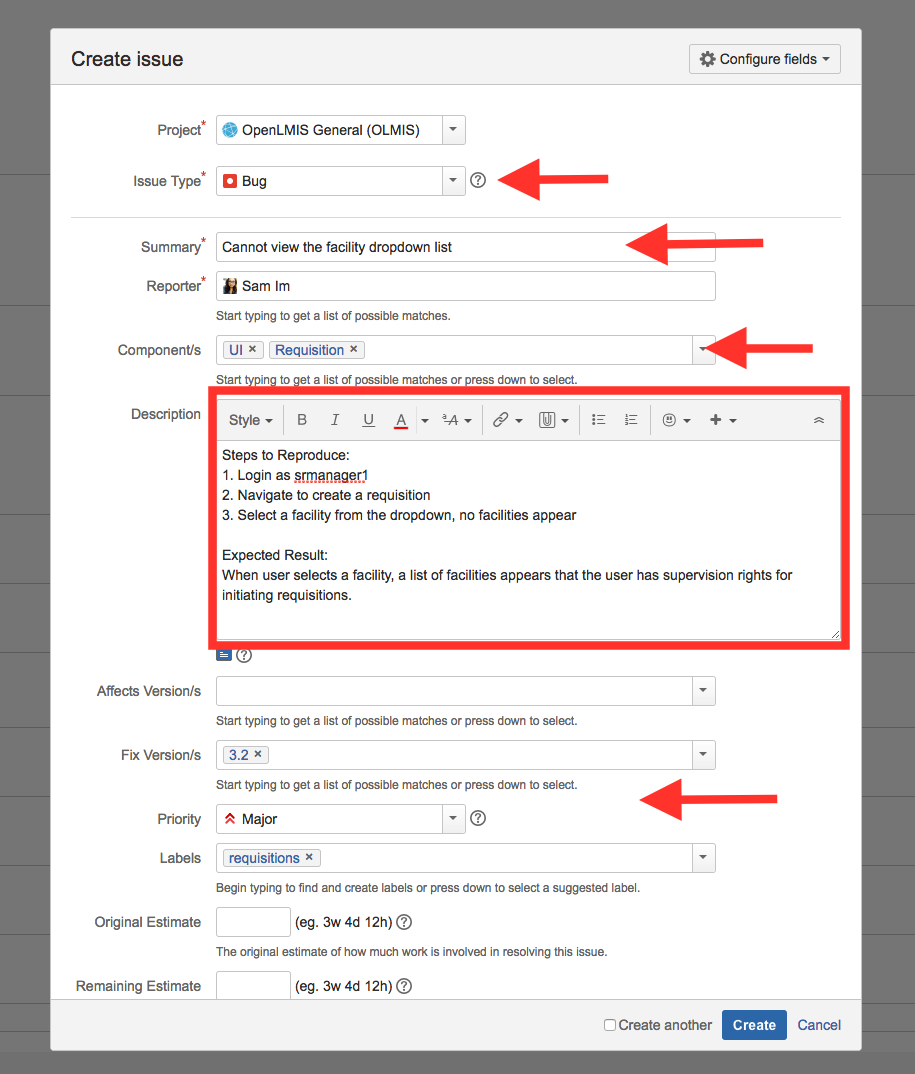 Create issue
Configure fields
Project* OpenLMIS General (OLMIS)
Issue Type* Bug
Summary* Cannot view the facility dropdown list
Reporter* Sam Im
Start typing to get a list of possible matches.
Component/s UI × Requisition ×
Start typing to get a list of possible matches or press down to select.
Description
Style B I U A ªA
Steps to Reproduce:
1. Login as srmanager1
2. Navigate to create a requisition
3. Select a facility from the dropdown, no facilities appear
Expected Result:
When user selects a facility, a list of facilities appears that the user has supervision rights for
initiating requisitions.
Affects Version/s
Start typing to get a list of possible matches or press down to select.
Fix Version/s 3.2 ×
Start typing to get a list of possible matches or press down to select.
Priority Major
Labels requisitions ×
Begin typing to find and create labels or press down to select a suggested label.
Original Estimate (eg. 3w 4d 12h)
The original estimate of how much work is involved in resolving this issue.
Remaining Estimate (eg. 3w 4d 12h)
Create another Create Cancel